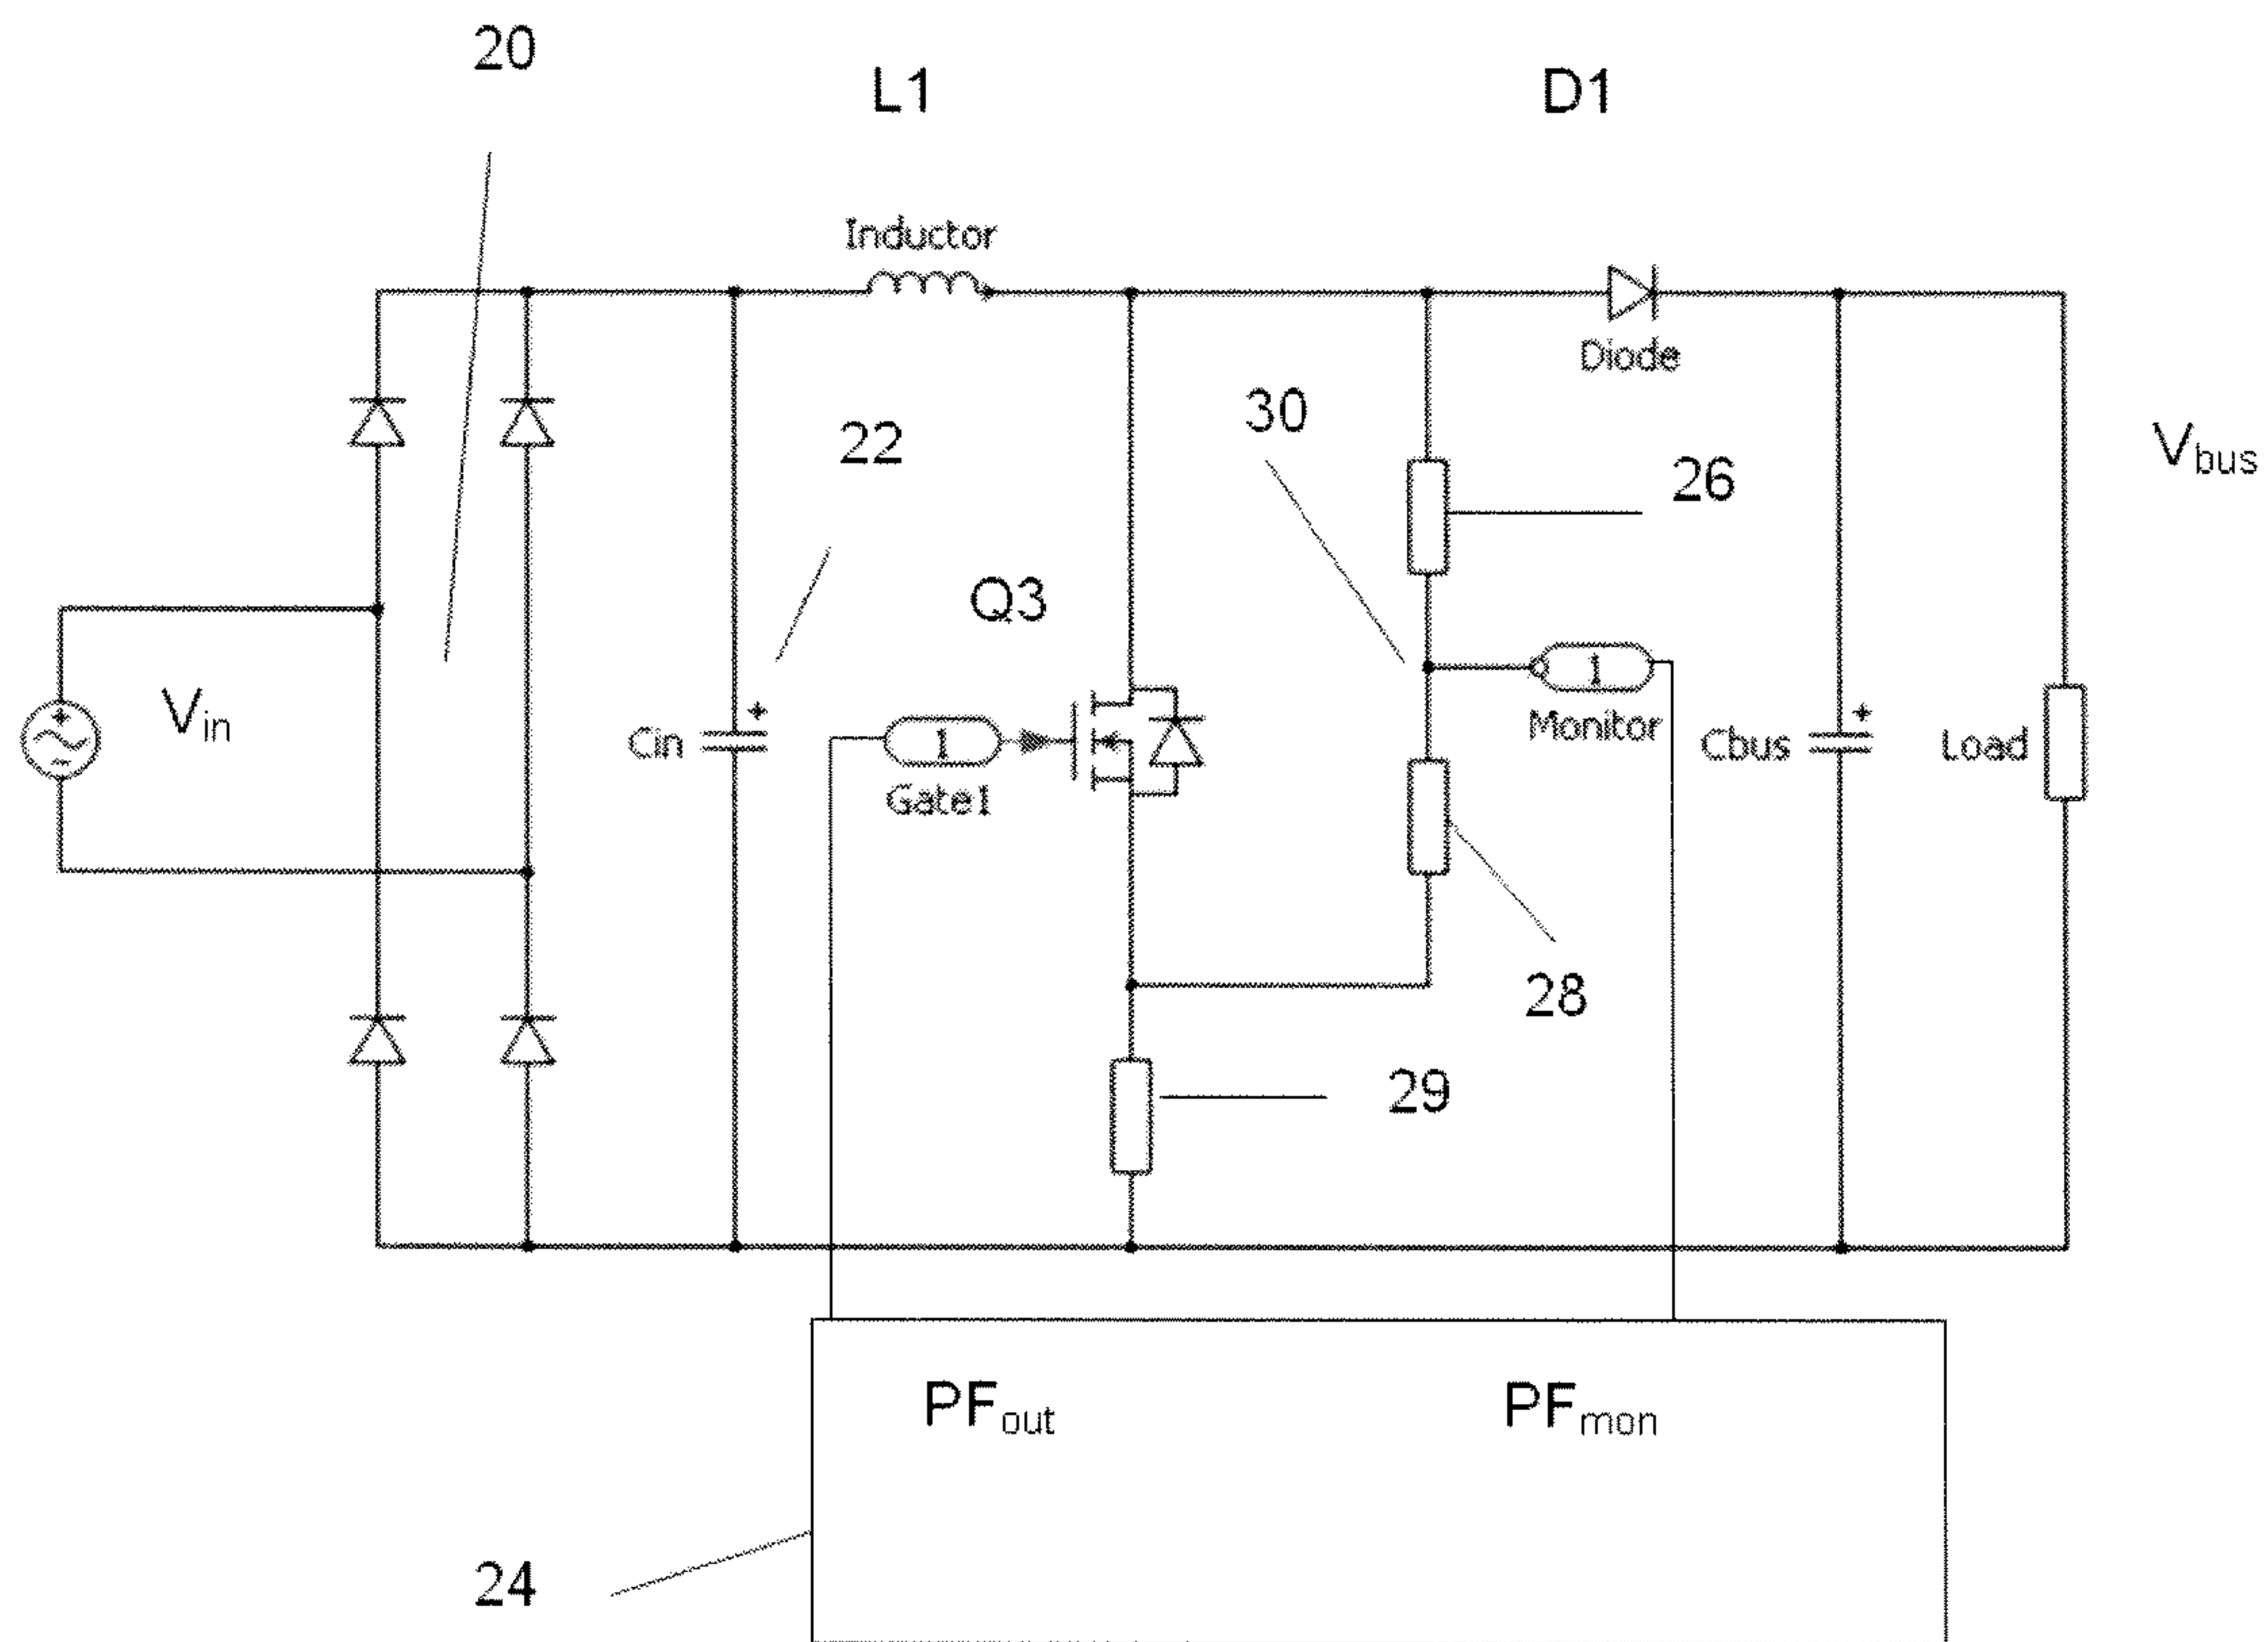 20
L1
D1
Inductor
Diode
30
22
26
Vbus
Q3
Vin
+
~
−
Cin
+
1
Gate1
1
Monitor
Cbus
+
Load
28
29
PFout
PFmon
24